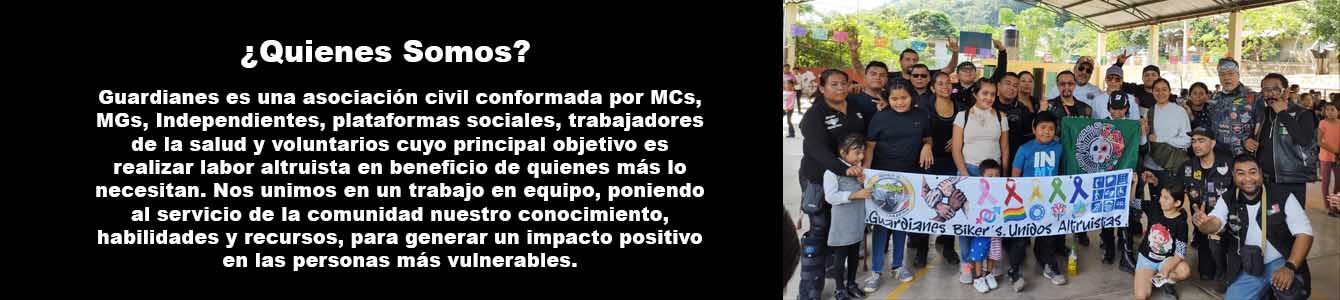 ¿Quienes Somos?
Guardianes es una asociación civil conformada por MCs,
MGs, Independientes, plataformas sociales, trabajadores
de la salud y voluntarios cuyo principal objetivo es
realizar labor altruista en beneficio de quienes más lo
necesitan. Nos unimos en un trabajo en equipo, poniendo
al servicio de la comunidad nuestro conocimiento,
habilidades y recursos, para generar un impacto positivo
en las personas más vulnerables.
Guardianes Biker´s. Unidos Altruistas